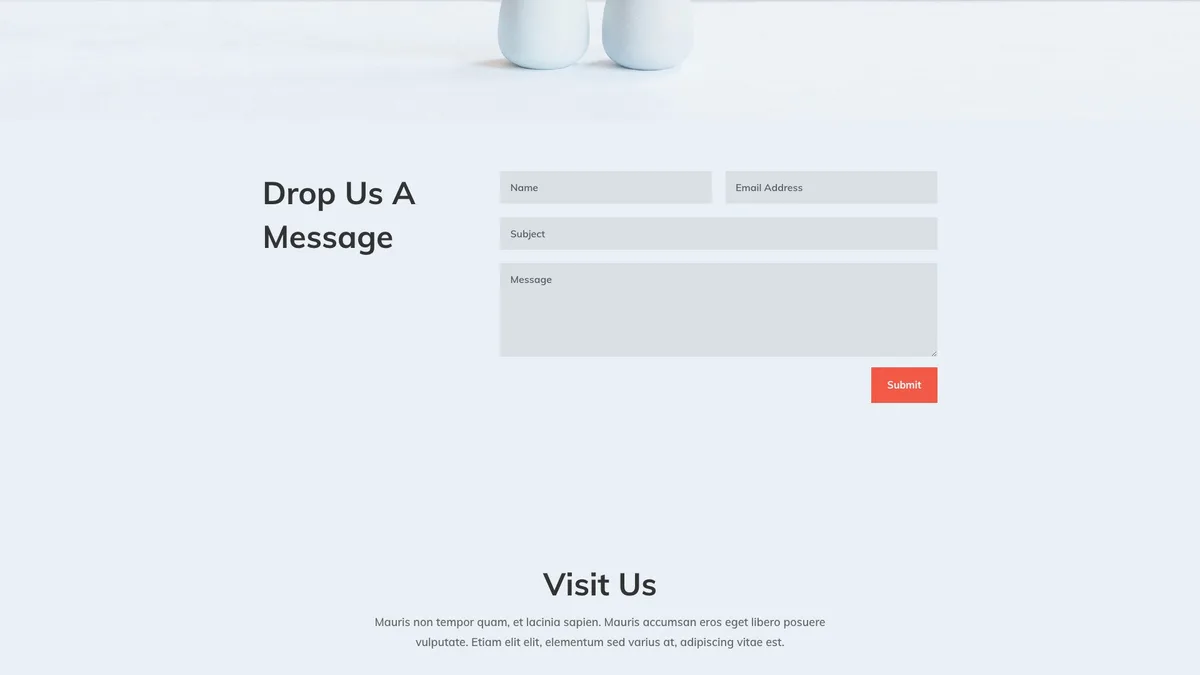 Drop Us A
Message
Name
Email Address
Subject
Message
Submit
Visit Us
Mauris non tempor quam, et lacinia sapien. Mauris accumsan eros eget libero posuere
vulputate. Etiam elit elit, elementum sed varius at, adipiscing vitae est.